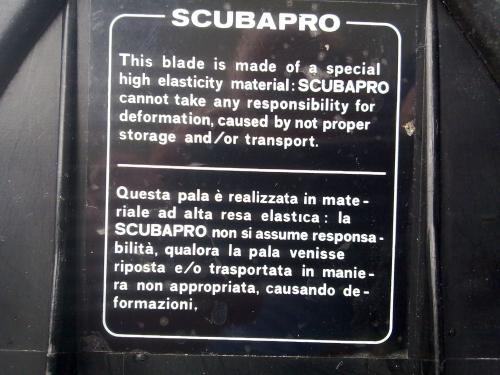 SCUBAPRO
This blade is made of a special
high elasticity material: SCUBAPRO
cannot take any responsibility for
deformation, caused by not proper
storage and/or transport.
Questa pala è realizzata in mate-
riale ad alta resa elastica : la
SCUBAPRO non si assume responsa-
bilità, qualora la pala venisse
riposta e/o trasportata in manie-
ra non appropriata, causando de-
formazioni,